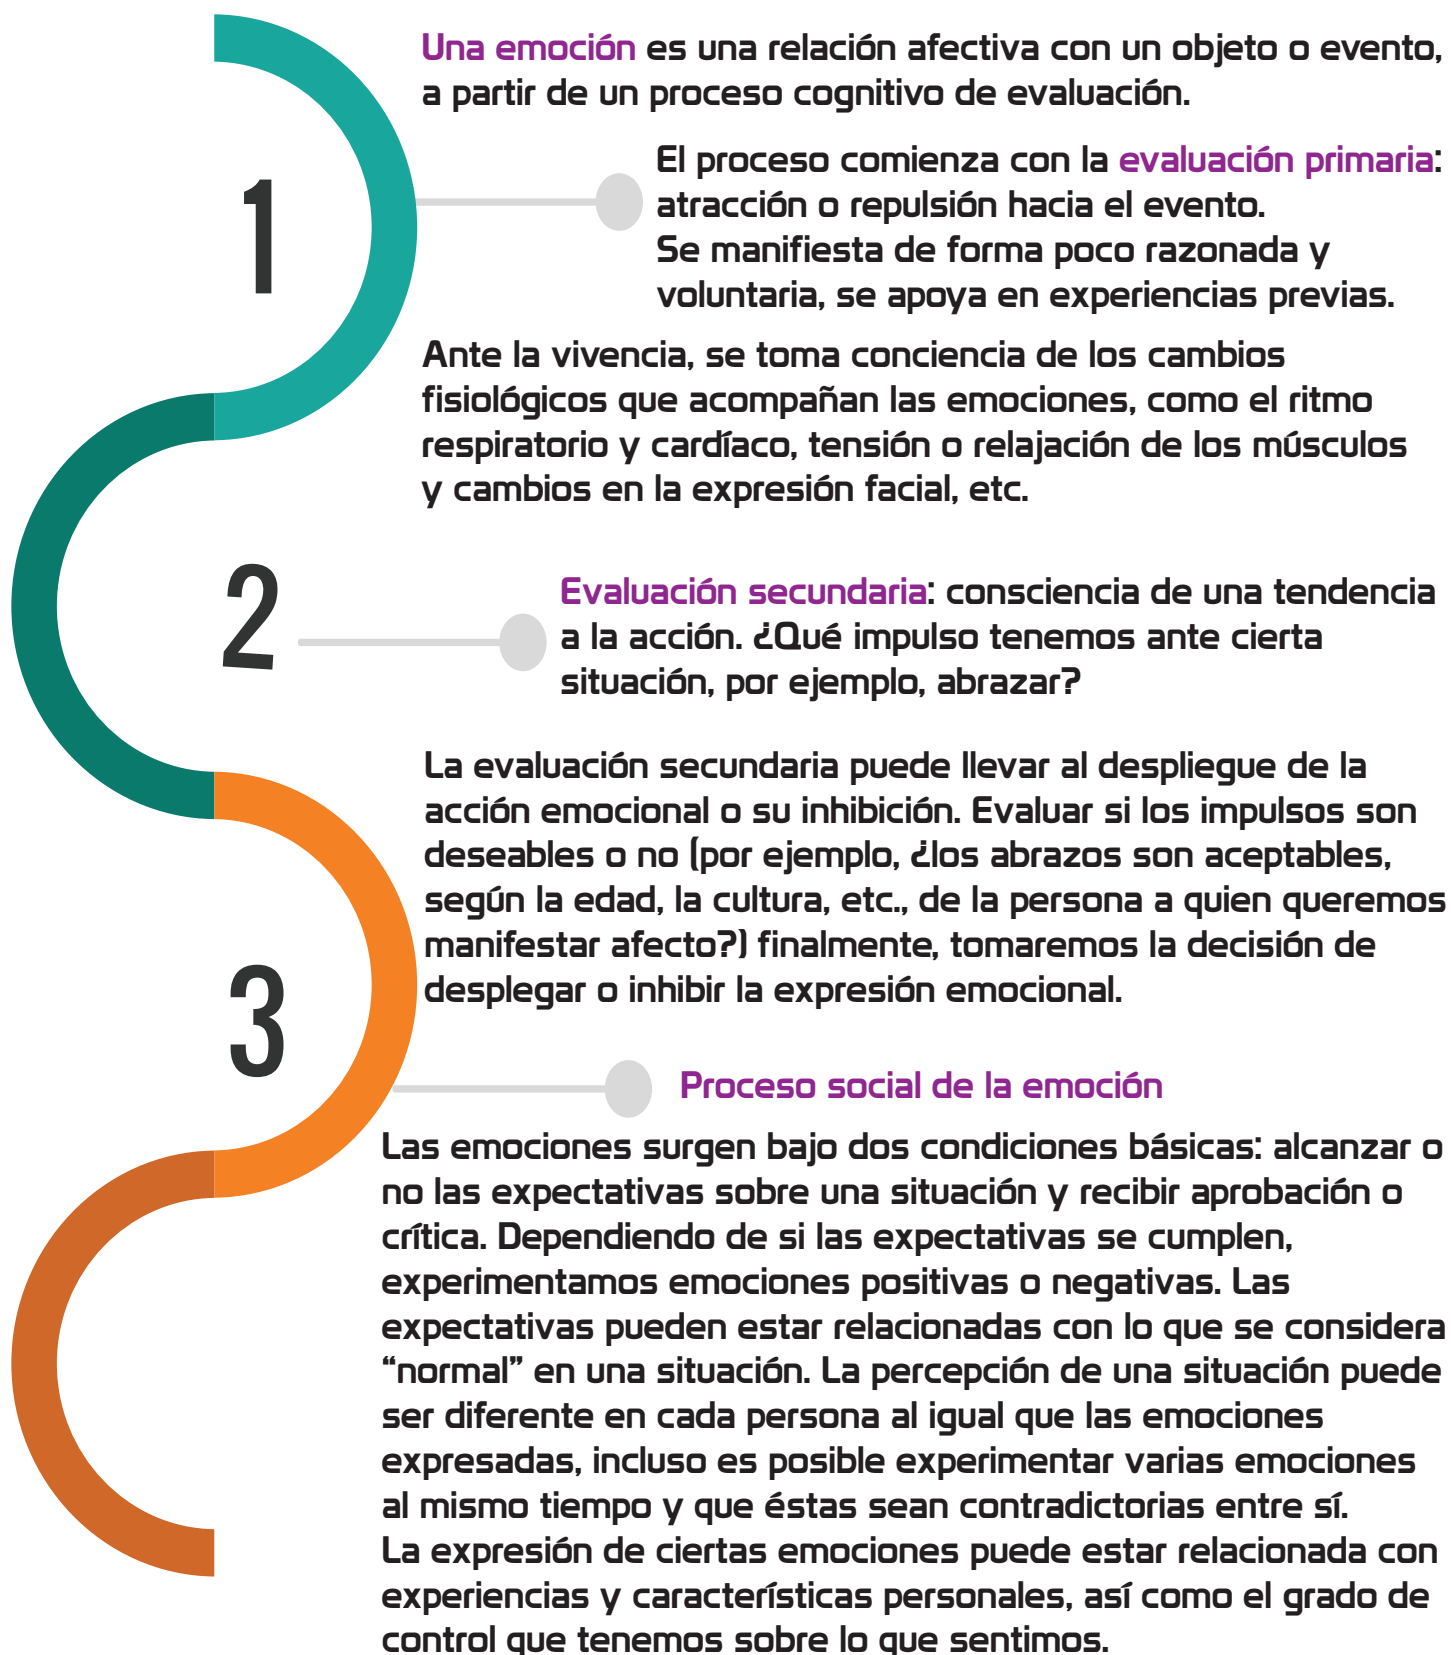 Una emoción es una relación afectiva con un objeto o evento,
a partir de un proceso cognitivo de evaluación.
1
El proceso comienza con la evaluación primaria:
atracción o repulsión hacia el evento.
Se manifiesta de forma poco razonada y
voluntaria, se apoya en experiencias previas.
Ante la vivencia, se toma conciencia de los cambios
fisiológicos que acompañan las emociones, como el ritmo
respiratorio y cardíaco, tensión o relajación de los músculos
y cambios en la expresión facial, etc.
2
Evaluación secundaria: consciencia de una tendencia
a la acción. ¿Qué impulso tenemos ante cierta
situación, por ejemplo, abrazar?
La evaluación secundaria puede llevar al despliegue de la
acción emocional o su inhibición. Evaluar si los impulsos son
deseables o no (por ejemplo, ¿los abrazos son aceptables,
según la edad, la cultura, etc., de la persona a quien queremos
manifestar afecto?) finalmente, tomaremos la decisión de
desplegar o inhibir la expresión emocional.
3
Proceso social de la emoción
Las emociones surgen bajo dos condiciones básicas: alcanzar o
no las expectativas sobre una situación y recibir aprobación o
crítica. Dependiendo de si las expectativas se cumplen,
experimentamos emociones positivas o negativas. Las
expectativas pueden estar relacionadas con lo que se considera
“normal” en una situación. La percepción de una situación puede
ser diferente en cada persona al igual que las emociones
expresadas, incluso es posible experimentar varias emociones
al mismo tiempo y que éstas sean contradictorias entre sí.
La expresión de ciertas emociones puede estar relacionada con
experiencias y características personales, así como el grado de
control que tenemos sobre lo que sentimos.